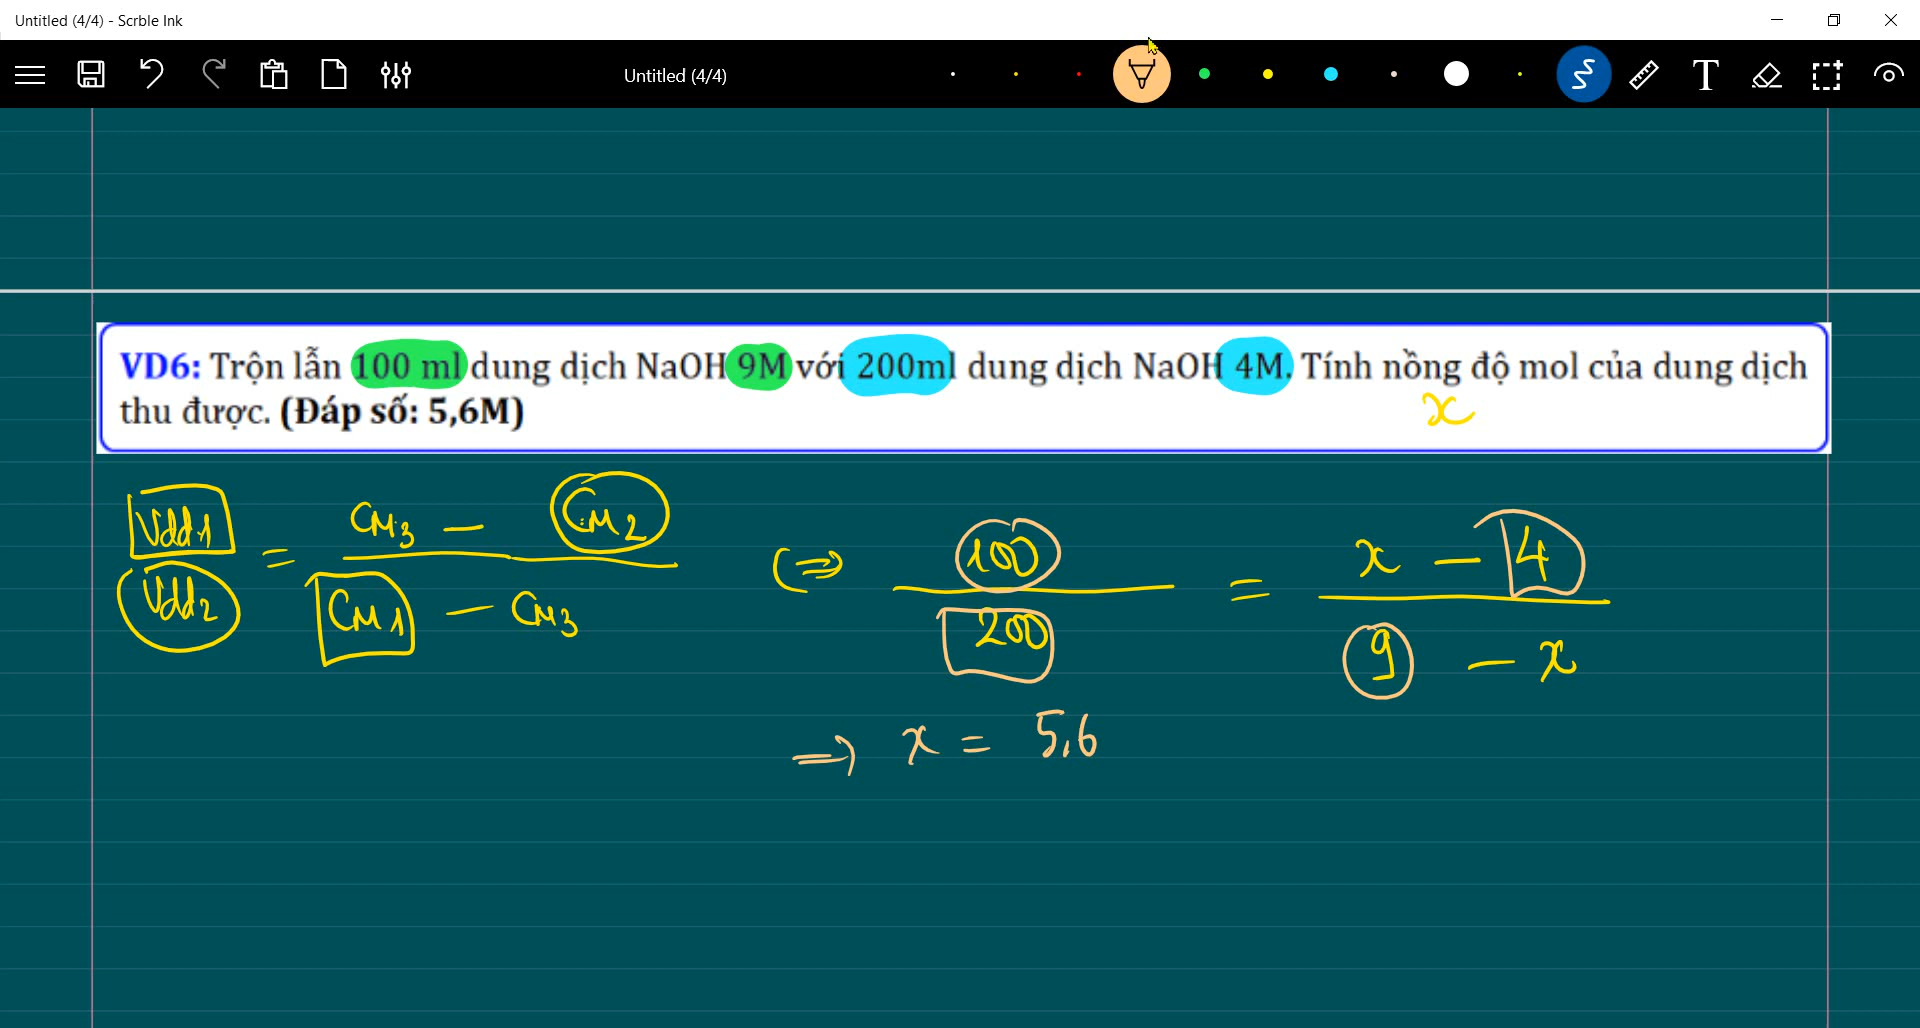 Untitled (4/4) - Scrble Ink
Untitled (4/4)
T
VD6: Trộn lẫn 100 ml dung dịch NaOH 9M với 200ml dung dịch NaOH 4M. Tính nồng độ mol của dung dịch
thu được. (Đáp số: 5,6M)
x
Vdd1 / Vdd2 = CM3 - CM2 / CM1 - CM3 <=> 100 / 200 = x - 4 / 9 - x
=> x = 5,6